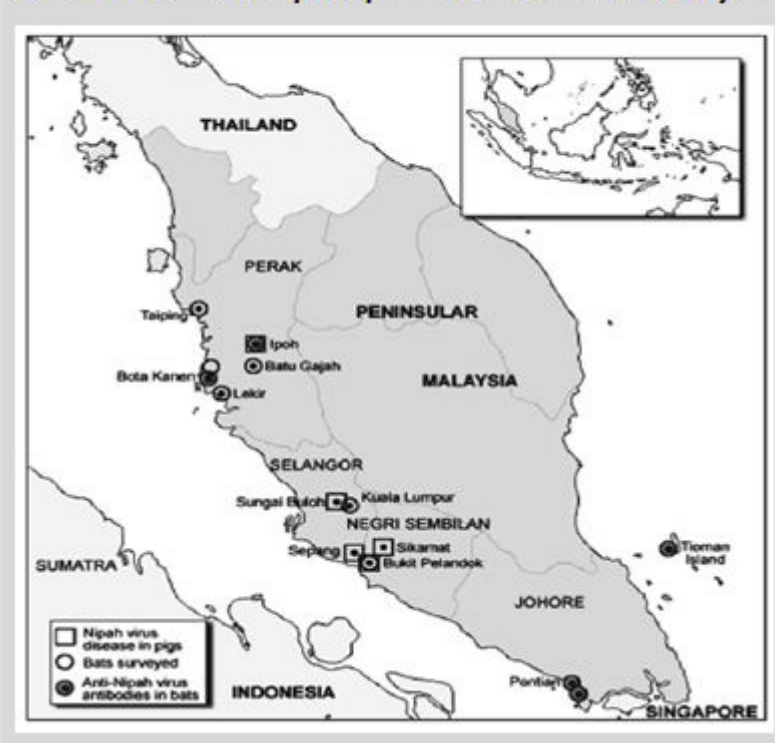 THAILAND
PERAK
PENINSULAR
MALAYSIA
Taiping
Ipoh
Batu Gajah
Bota Kanen
Lekir
SELANGOR
Sungai Buloh
Kuala Lumpur
NEGRI SEMBILAN
Sepang
Sikamat
Bukit Pelandok
Tioman
Island
SUMATRA
JOHORE
Nipah virus
disease in pigs
Bats surveyed
Anti-Nipah virus
antibodies in bats
INDONESIA
Pontian
SINGAPORE